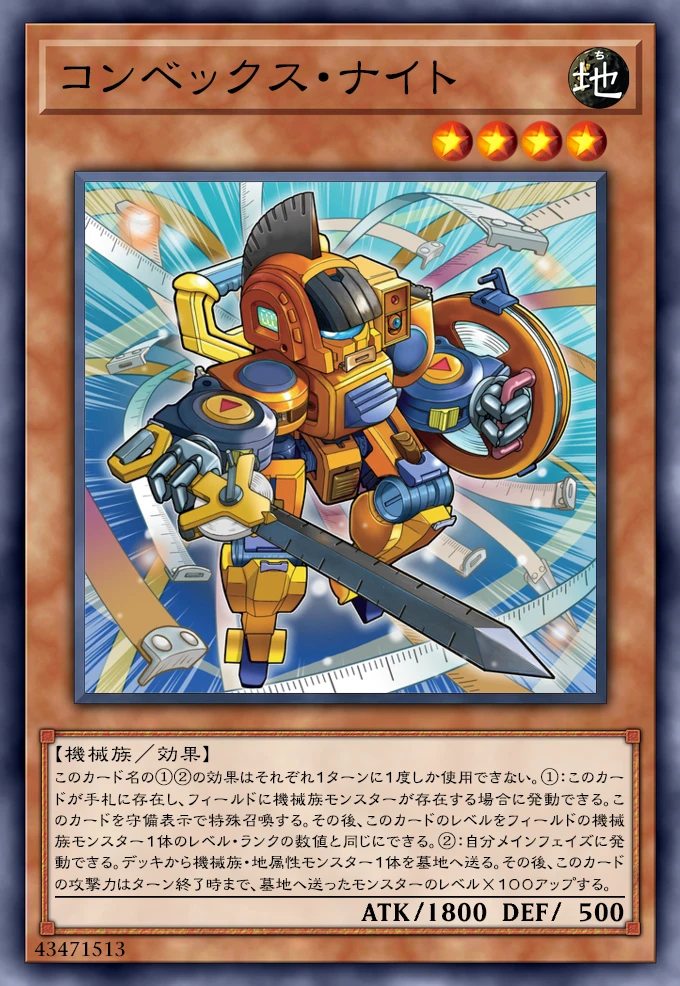 コンベックス・ナイト
ち
地
【機械族／効果】
このカード名の①②の効果はそれぞれ1ターンに1度しか使用できない。①：このカー
ドが手札に存在し、フィールドに機械族モンスターが存在する場合に発動できる。こ
のカードを守備表示で特殊召喚する。その後、このカードのレベルをフィールドの機械
族モンスター1体のレベル・ランクの数値と同じにできる。②：自分メインフェイズに発
動できる。デッキから機械族・地属性モンスター1体を墓地へ送る。その後、このカード
の攻撃力はターン終了時まで、墓地へ送ったモンスターのレベル×100アップする。
ATK/1800 DEF/ 500
43471513